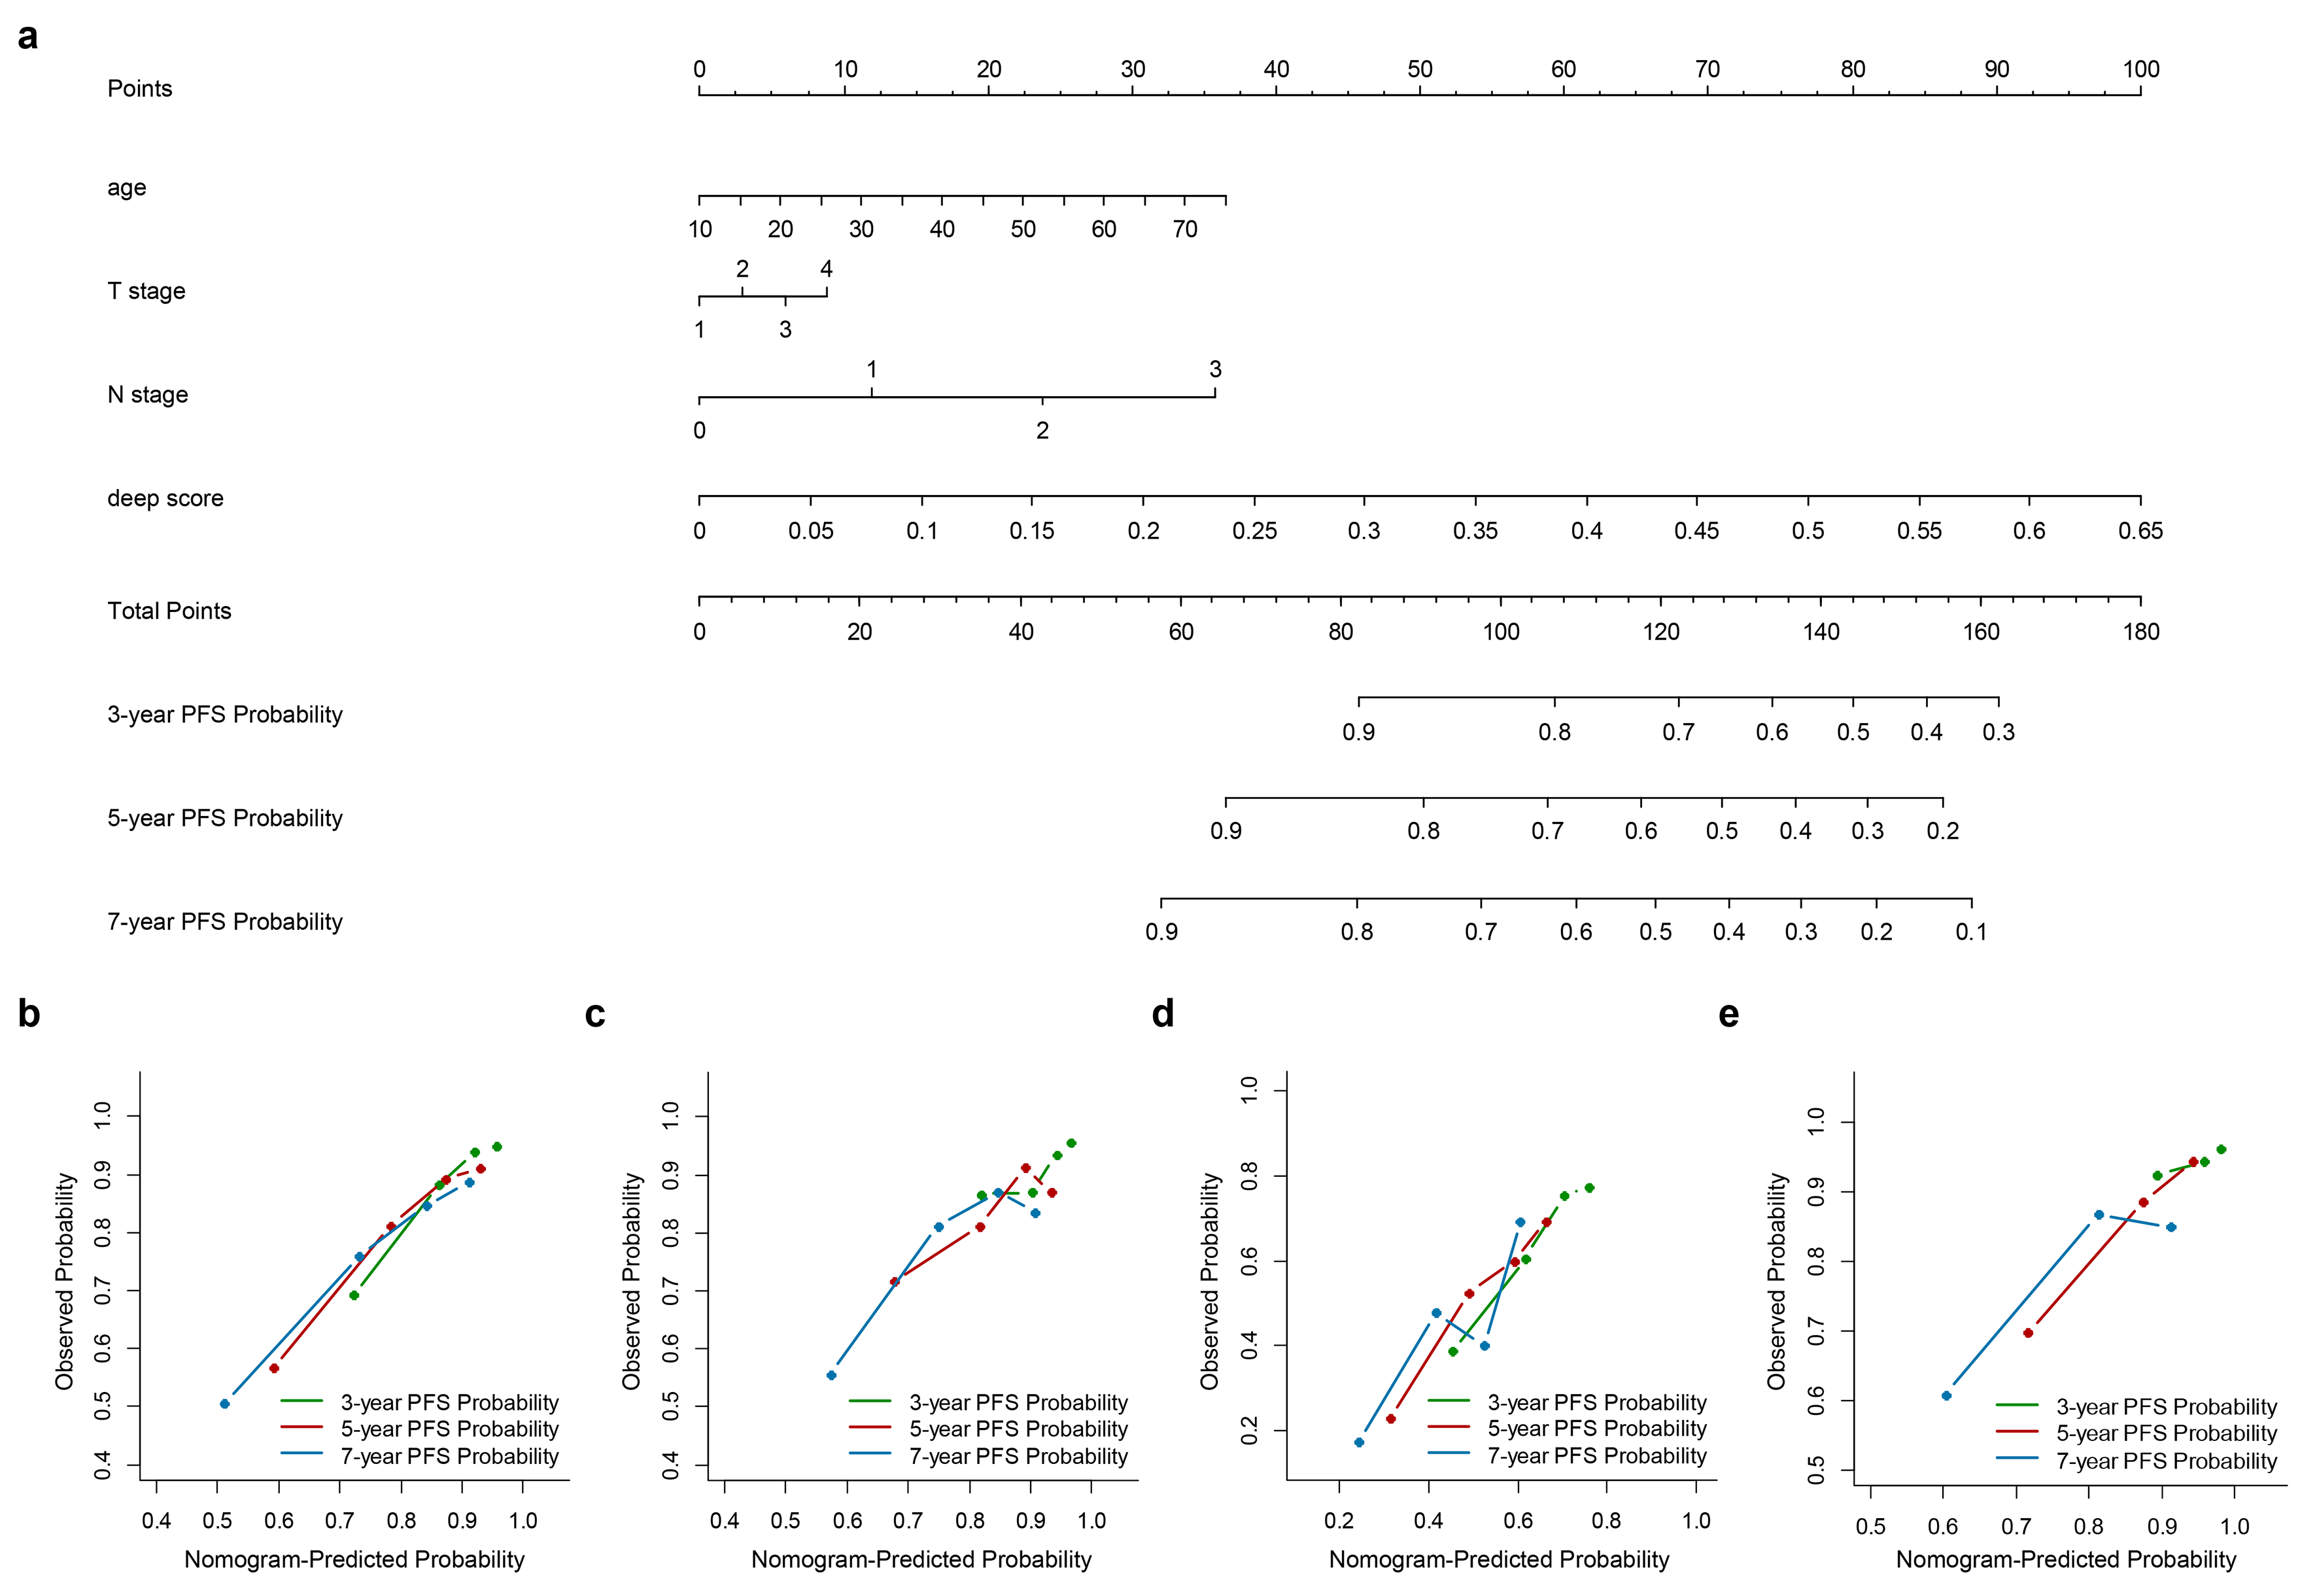 a
Points
0 10 20 30 40 50 60 70 80 90 100
age
10 20 30 40 50 60 70
2 4
T stage
1 3
1 3
N stage
0 2
deep score
0 0.05 0.1 0.15 0.2 0.25 0.3 0.35 0.4 0.45 0.5 0.55 0.6 0.65
Total Points
0 20 40 60 80 100 120 140 160 180
3-year PFS Probability
0.9 0.8 0.7 0.6 0.5 0.4 0.3
5-year PFS Probability
0.9 0.8 0.7 0.6 0.5 0.4 0.3 0.2
7-year PFS Probability
0.9 0.8 0.7 0.6 0.5 0.4 0.3 0.2 0.1
b
Observed Probability
1.0
0.9
0.8
0.7
0.6
0.5
0.4
3-year PFS Probability
5-year PFS Probability
7-year PFS Probability
0.4 0.5 0.6 0.7 0.8 0.9 1.0
Nomogram-Predicted Probability
c
Observed Probability
1.0
0.9
0.8
0.7
0.6
0.5
0.4
3-year PFS Probability
5-year PFS Probability
7-year PFS Probability
0.4 0.5 0.6 0.7 0.8 0.9 1.0
Nomogram-Predicted Probability
d
Observed Probability
1.0
0.8
0.6
0.4
0.2
3-year PFS Probability
5-year PFS Probability
7-year PFS Probability
0.2 0.4 0.6 0.8 1.0
Nomogram-Predicted Probability
e
Observed Probability
1.0
0.9
0.8
0.7
0.6
0.5
3-year PFS Probability
5-year PFS Probability
7-year PFS Probability
0.5 0.6 0.7 0.8 0.9 1.0
Nomogram-Predicted Probability